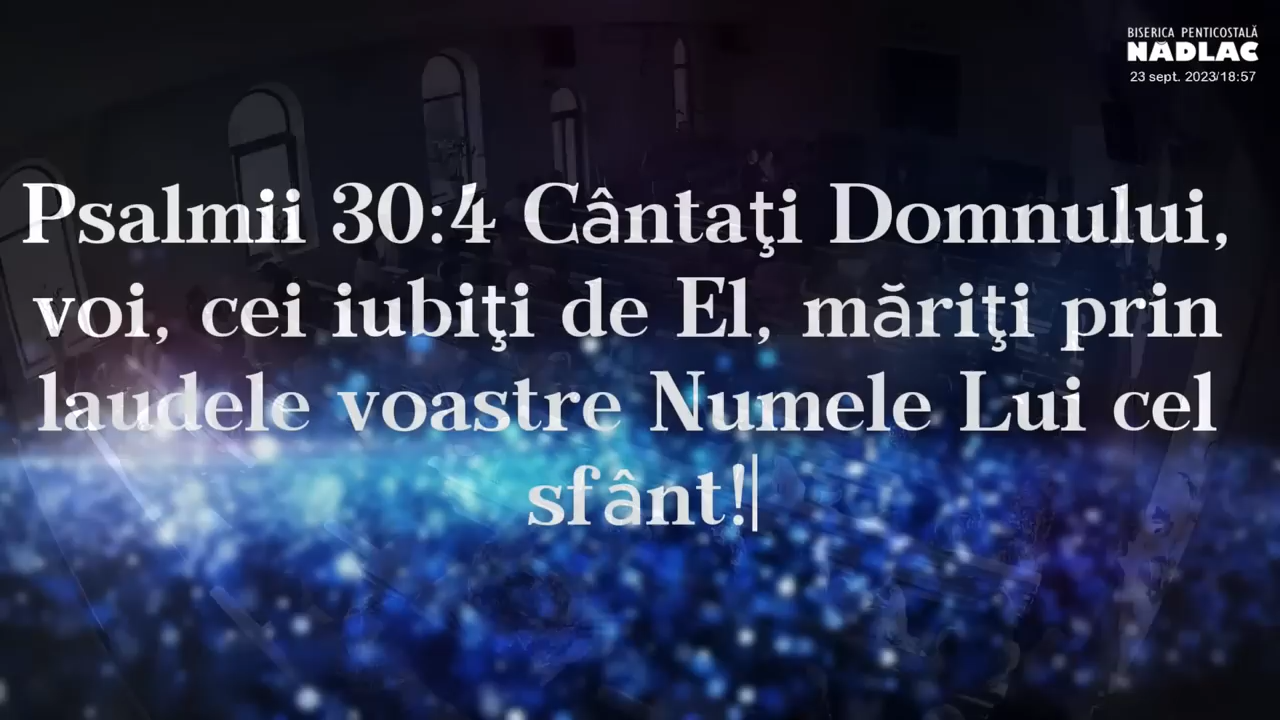 BISERICA PENTICOSTALĂ
NĂDLAC
23 sept. 2023/18:57
Psalmii 30:4 Cântaţi Domnului,
voi, cei iubiţi de El, măriţi prin
laudele voastre Numele Lui cel
sfânt!